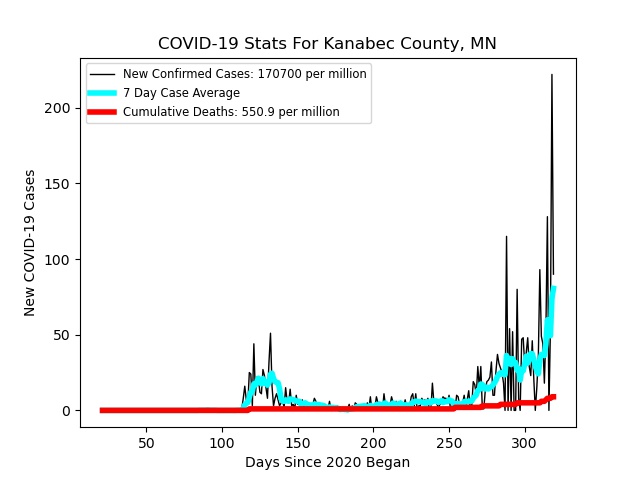 COVID-19 Stats For Kanabec County, MN
New Confirmed Cases: 170700 per million
7 Day Case Average
Cumulative Deaths: 550.9 per million
New COVID-19 Cases
200
150
100
50
0
50
100
150
200
250
300
Days Since 2020 Began